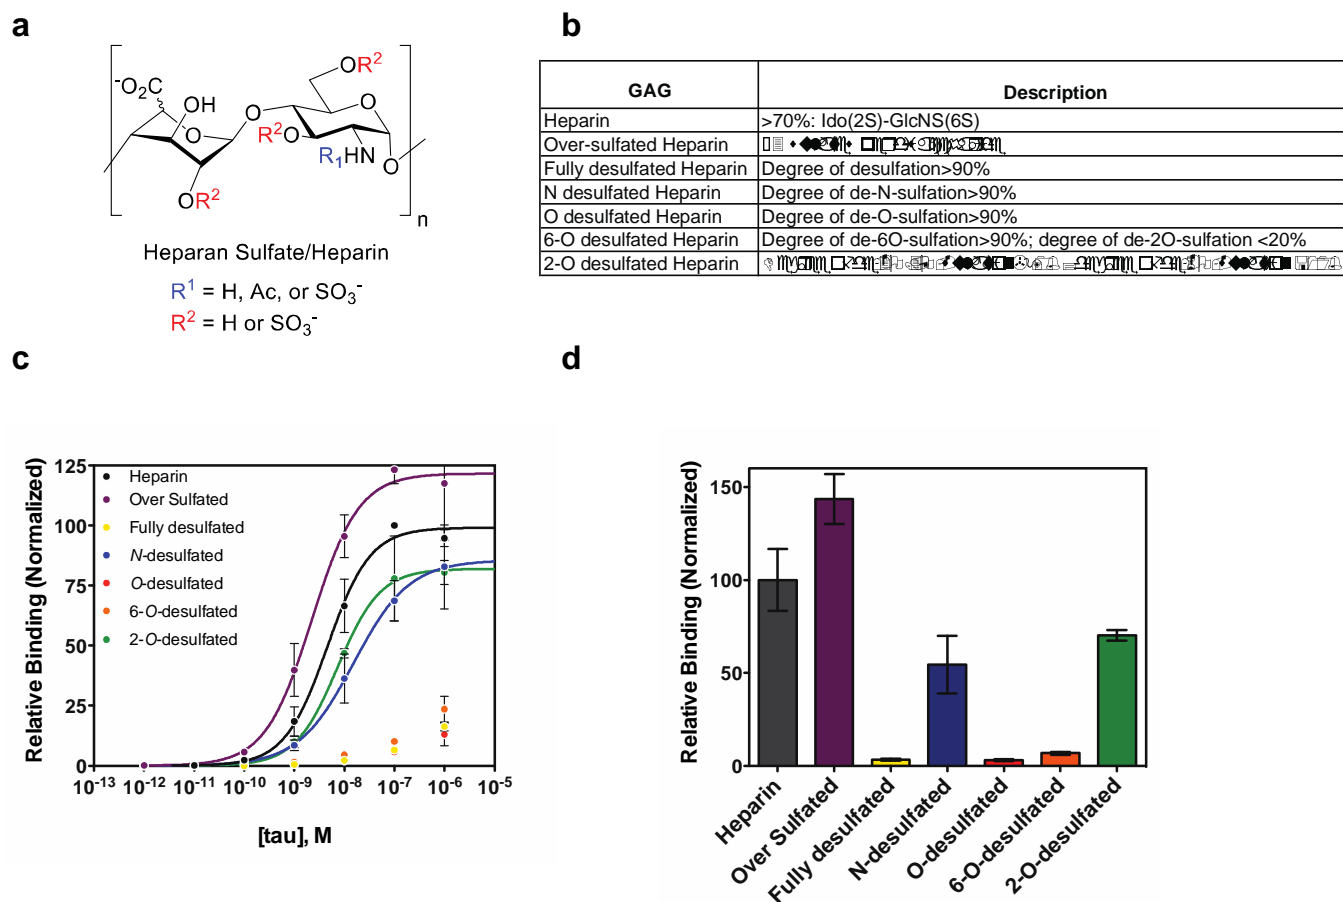 a
b
OR²
⁻O₂C
OH
O
O
O
R²O
R₁HN
O
OR²
n
Heparan Sulfate/Heparin
R¹ = H, Ac, or SO₃⁻
R² = H or SO₃⁻
GAG Description
Heparin >70%: Ido(2S)-GlcNS(6S)
Over-sulfated Heparin
Fully desulfated Heparin Degree of desulfation>90%
N desulfated Heparin Degree of de-N-sulfation>90%
O desulfated Heparin Degree of de-O-sulfation>90%
6-O desulfated Heparin Degree of de-6O-sulfation>90%; degree of de-2O-sulfation <20%
2-O desulfated Heparin
c
Relative Binding (Normalized)
125
100
75
50
25
0
Heparin
Over Sulfated
Fully desulfated
N-desulfated
O-desulfated
6-O-desulfated
2-O-desulfated
10⁻¹³ 10⁻¹² 10⁻¹¹ 10⁻¹⁰ 10⁻⁹ 10⁻⁸ 10⁻⁷ 10⁻⁶ 10⁻⁵
[tau], M
d
Relative Binding (Normalized)
150
100
50
0
Heparin
Over Sulfated
Fully desulfated
N-desulfated
O-desulfated
6-O-desulfated
2-O-desulfated